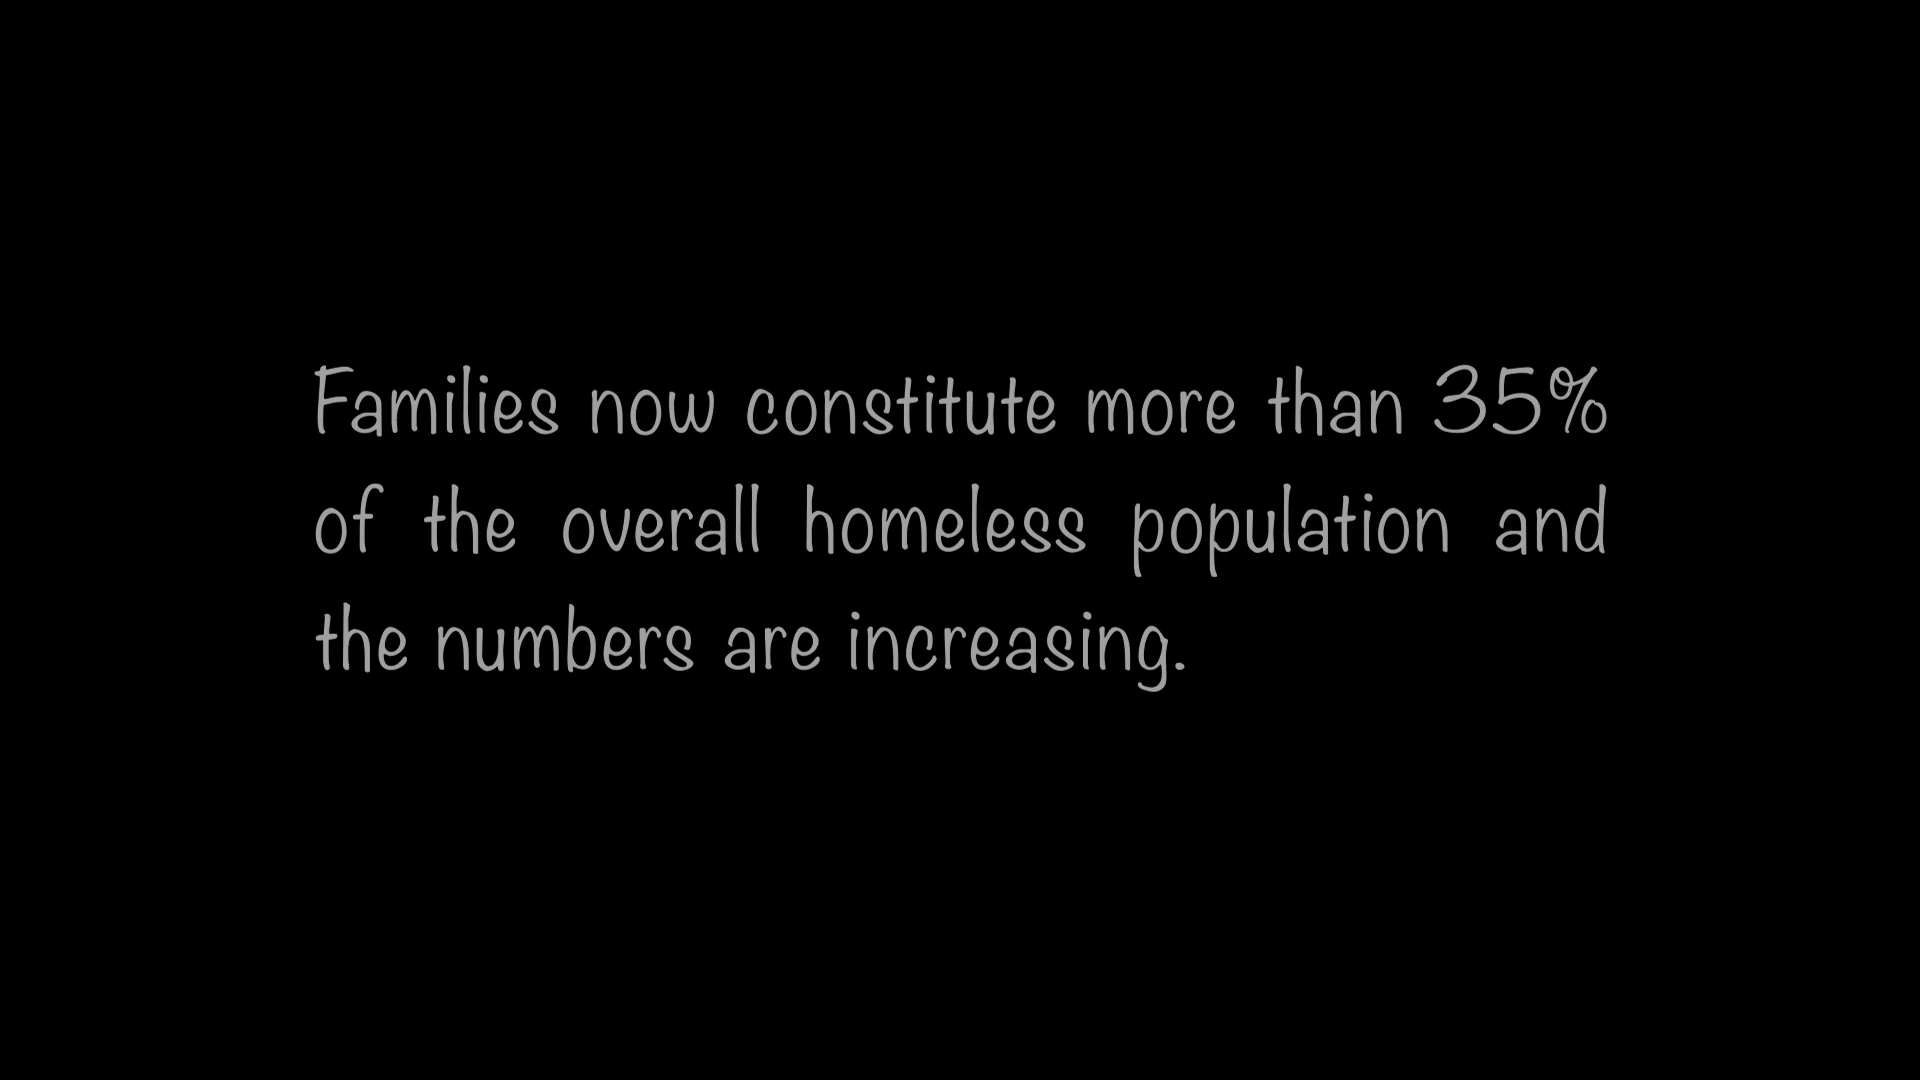 Families now constitute more than 35%
of the overall homeless population and
the numbers are increasing.